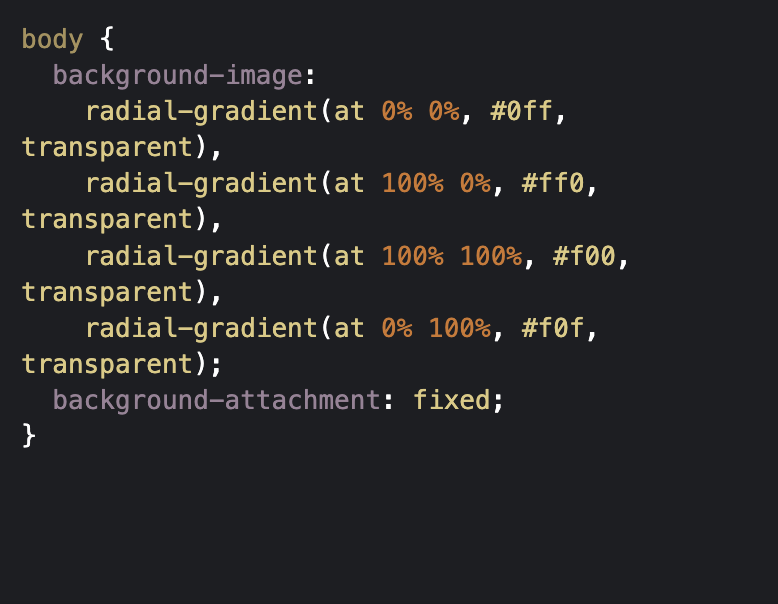 body {
  background-image:
    radial-gradient(at 0% 0%, #0ff,
transparent),
    radial-gradient(at 100% 0%, #ff0,
transparent),
    radial-gradient(at 100% 100%, #f00,
transparent),
    radial-gradient(at 0% 100%, #f0f,
transparent);
  background-attachment: fixed;
}